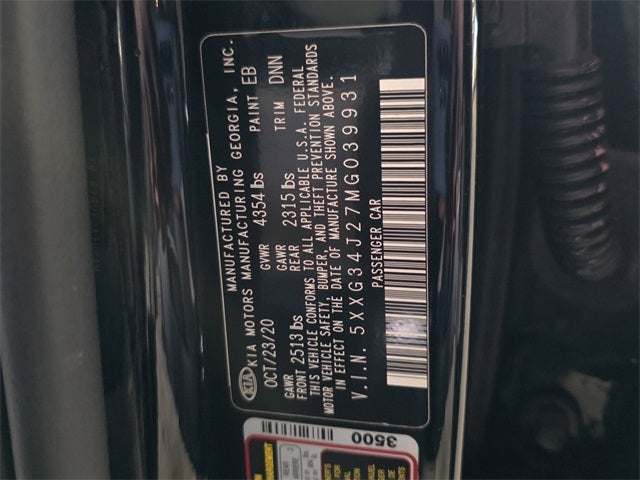 KIA
MANUFACTURED BY
KIA MOTORS MANUFACTURING GEORGIA, INC.
OCT/23/20 GVWR 4354 lbs PAINT EB
GAWR FRONT 2513 lbs GAWR REAR 2315 lbs TRIM DNN
THIS VEHICLE CONFORMS TO ALL APPLICABLE U.S.A. FEDERAL
MOTOR VEHICLE SAFETY, BUMPER, AND THEFT PREVENTION STANDARDS
IN EFFECT ON THE DATE OF MANUFACTURE SHOWN ABOVE.
V.I.N. 5XXG34J27MG039931
PASSENGER CAR
3500
REAR